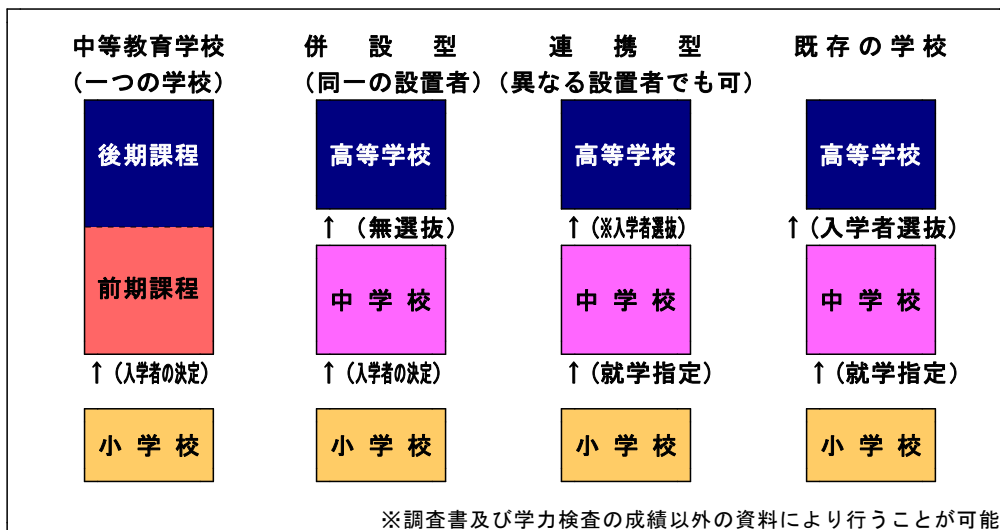 中等教育学校
(一つの学校)
後期課程
前期課程
↑(入学者の決定)
小学校
併設型
(同一の設置者)
高等学校
↑(無選抜)
中学校
↑(入学者の決定)
小学校
連携型
(異なる設置者でも可)
高等学校
↑(※入学者選抜)
中学校
↑(就学指定)
小学校
既存の学校
高等学校
↑(入学者選抜)
中学校
↑(就学指定)
小学校
※調査書及び学力検査の成績以外の資料により行うことが可能